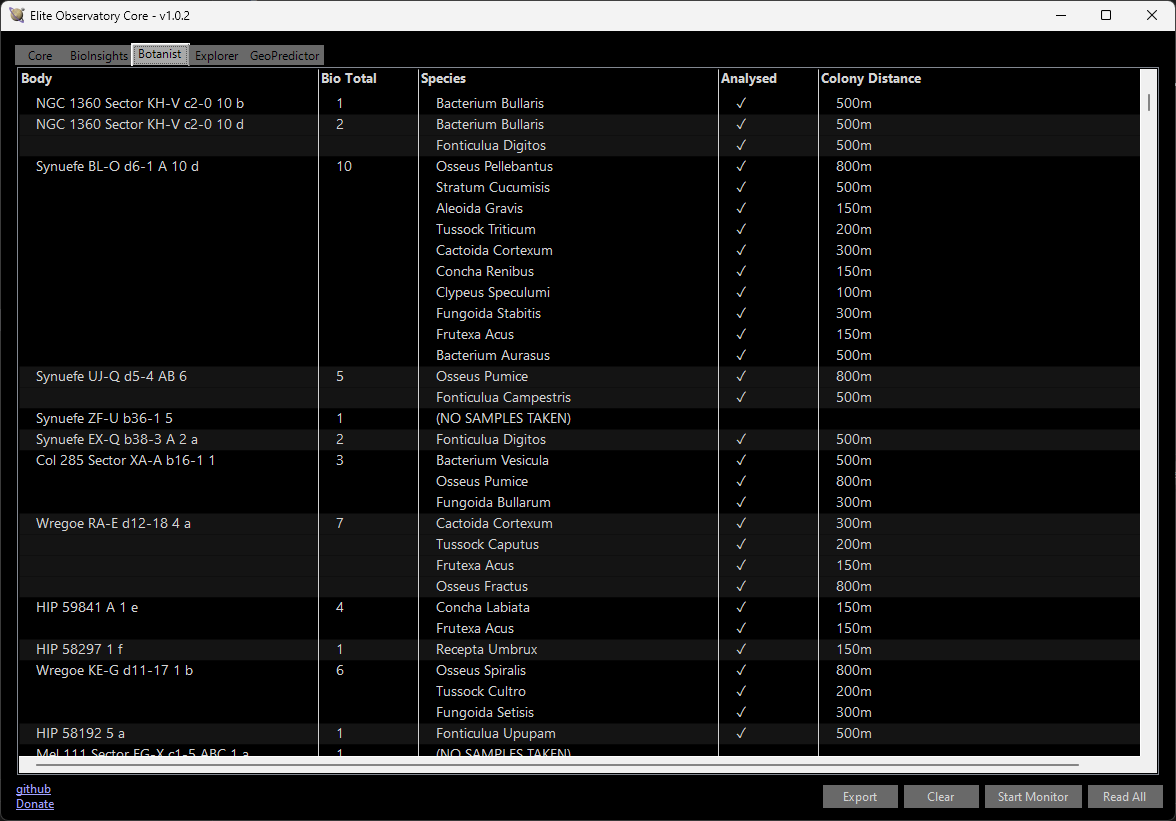 Elite Observatory Core - v1.0.2
Core BioInsights Botanist Explorer GeoPredictor
Body Bio Total Species Analysed Colony Distance
NGC 1360 Sector KH-V c2-0 10 b 1 Bacterium Bullaris ✓ 500m
NGC 1360 Sector KH-V c2-0 10 d 2 Bacterium Bullaris ✓ 500m
Fonticulua Digitos ✓ 500m
Synuefe BL-O d6-1 A 10 d 10 Osseus Pellebantus ✓ 800m
Stratum Cucumisis ✓ 500m
Aleoida Gravis ✓ 150m
Tussock Triticum ✓ 200m
Cactoida Cortexum ✓ 300m
Concha Renibus ✓ 150m
Clypeus Speculumi ✓ 100m
Fungoida Stabitis ✓ 300m
Frutexa Acus ✓ 150m
Bacterium Aurasus ✓ 500m
Synuefe UJ-Q d5-4 AB 6 5 Osseus Pumice ✓ 800m
Fonticulua Campestris ✓ 500m
Synuefe ZF-U b36-1 5 1 (NO SAMPLES TAKEN)
Synuefe EX-Q b38-3 A 2 a 2 Fonticulua Digitos ✓ 500m
Col 285 Sector XA-A b16-1 1 3 Bacterium Vesicula ✓ 500m
Osseus Pumice ✓ 800m
Fungoida Bullarum ✓ 300m
Wregoe RA-E d12-18 4 a 7 Cactoida Cortexum ✓ 300m
Tussock Caputus ✓ 200m
Frutexa Acus ✓ 150m
Osseus Fractus ✓ 800m
HIP 59841 A 1 e 4 Concha Labiata ✓ 150m
Frutexa Acus ✓ 150m
HIP 58297 1 f 1 Recepta Umbrux ✓ 150m
Wregoe KE-G d11-17 1 b 6 Osseus Spiralis ✓ 800m
Tussock Cultro ✓ 200m
Fungoida Setisis ✓ 300m
HIP 58192 5 a 1 Fonticulua Upupam ✓ 500m
Mel 111 Sector EG-X c1-5 ABC 1 a 1 (NO SAMPLES TAKEN)
github
Donate
Export Clear Start Monitor Read All